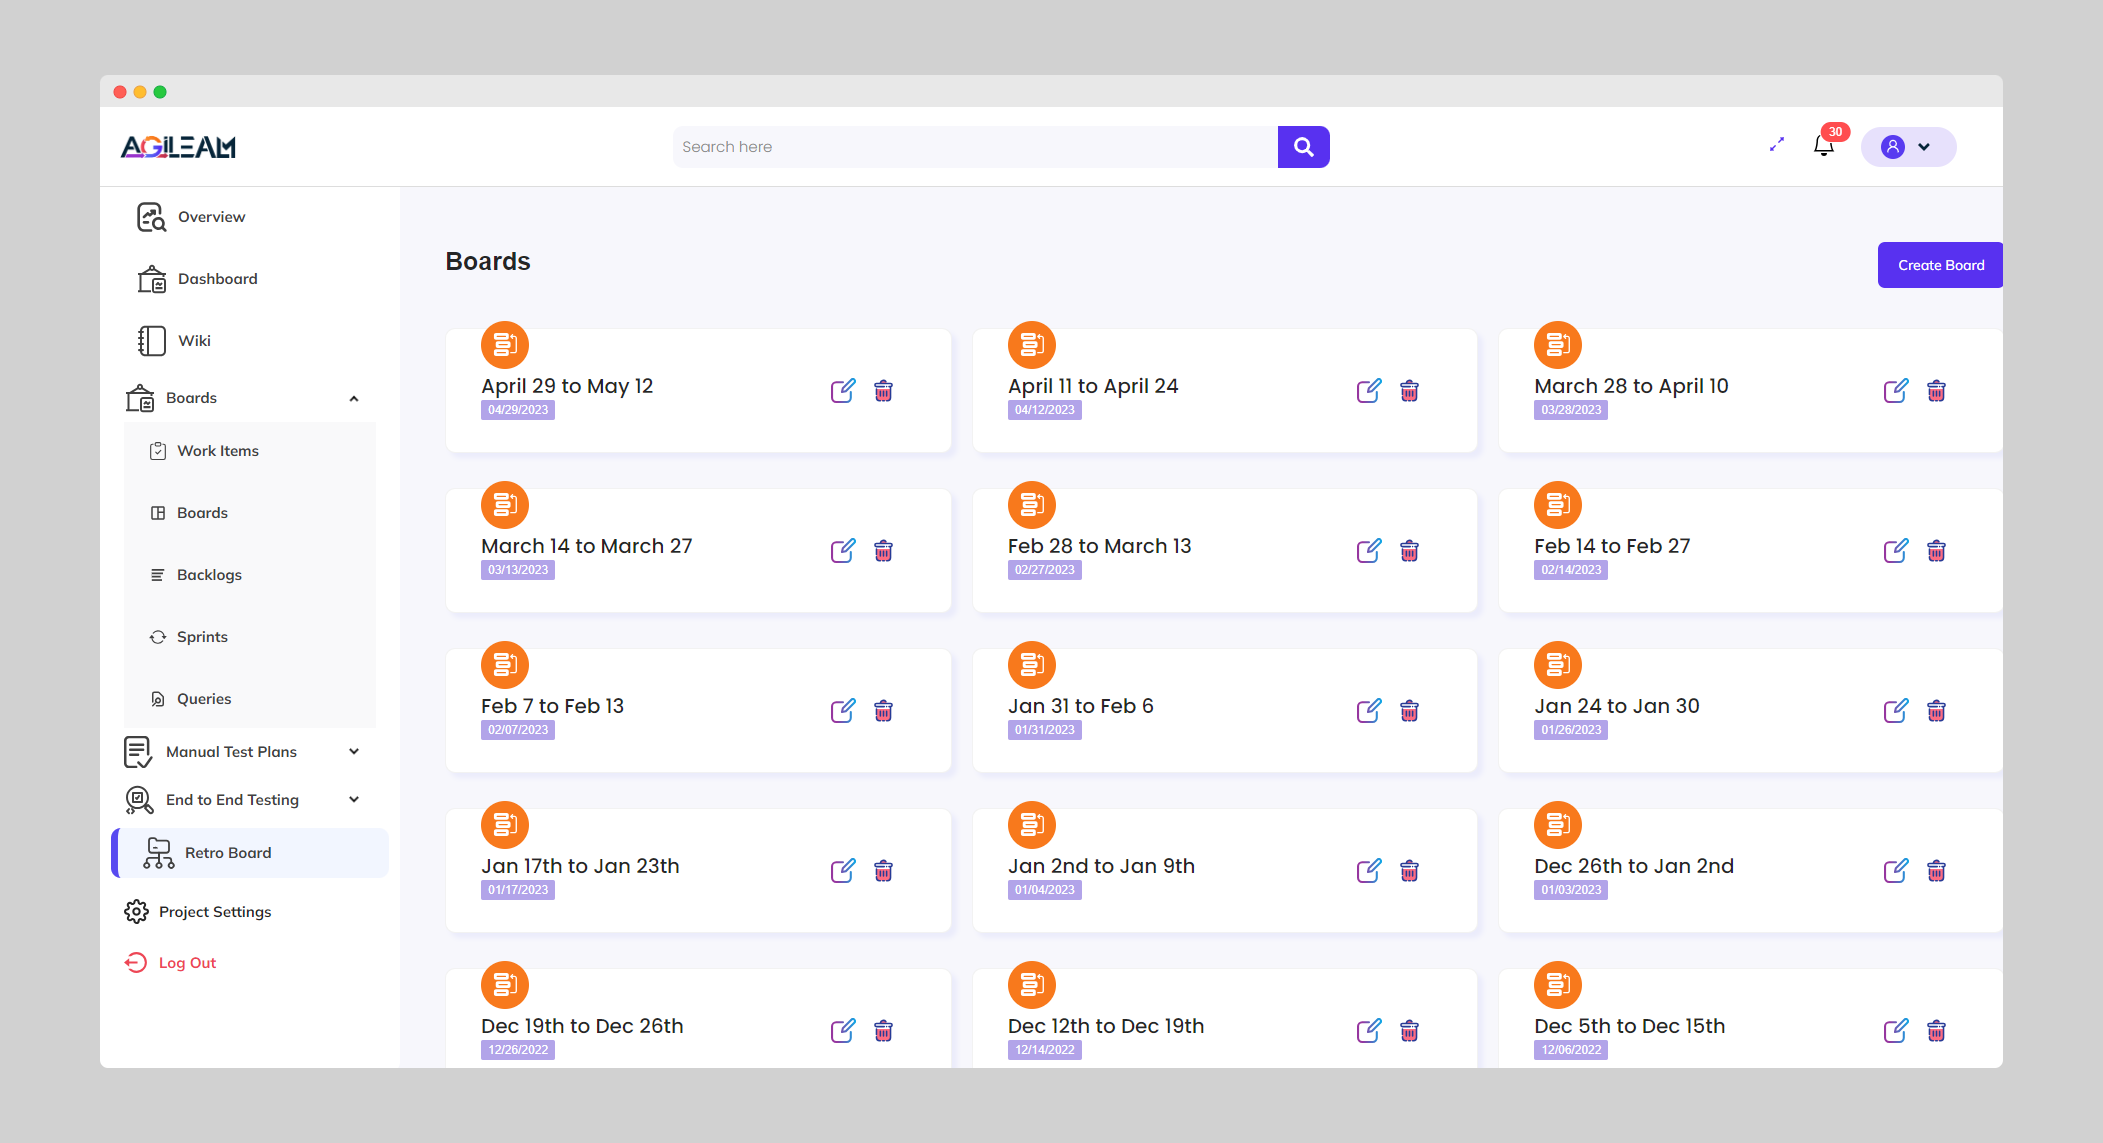 AGILEAM
Search here
30
Overview
Dashboard
Wiki
Boards
Work Items
Boards
Backlogs
Sprints
Queries
Manual Test Plans
End to End Testing
Retro Board
Project Settings
Log Out
Boards
Create Board
April 29 to May 12
04/29/2023
April 11 to April 24
04/12/2023
March 28 to April 10
03/28/2023
March 14 to March 27
03/13/2023
Feb 28 to March 13
02/27/2023
Feb 14 to Feb 27
02/14/2023
Feb 7 to Feb 13
02/07/2023
Jan 31 to Feb 6
01/31/2023
Jan 24 to Jan 30
01/26/2023
Jan 17th to Jan 23th
01/17/2023
Jan 2nd to Jan 9th
01/04/2023
Dec 26th to Jan 2nd
01/03/2023
Dec 19th to Dec 26th
12/26/2022
Dec 12th to Dec 19th
12/14/2022
Dec 5th to Dec 15th
12/06/2022